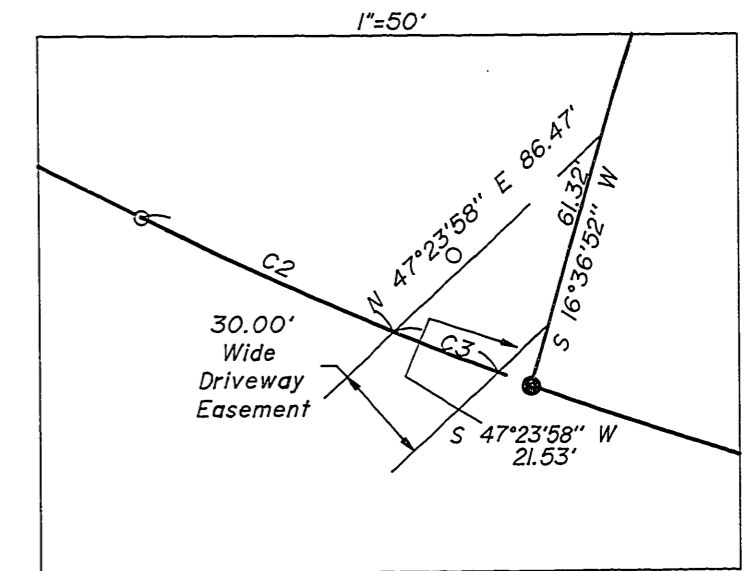 1"=50'
N 47°23'58" E 86.47'
61.32'
S 16°36'52" W
C2
C3
30.00'
Wide
Driveway
Easement
S 47°23'58" W
21.53'